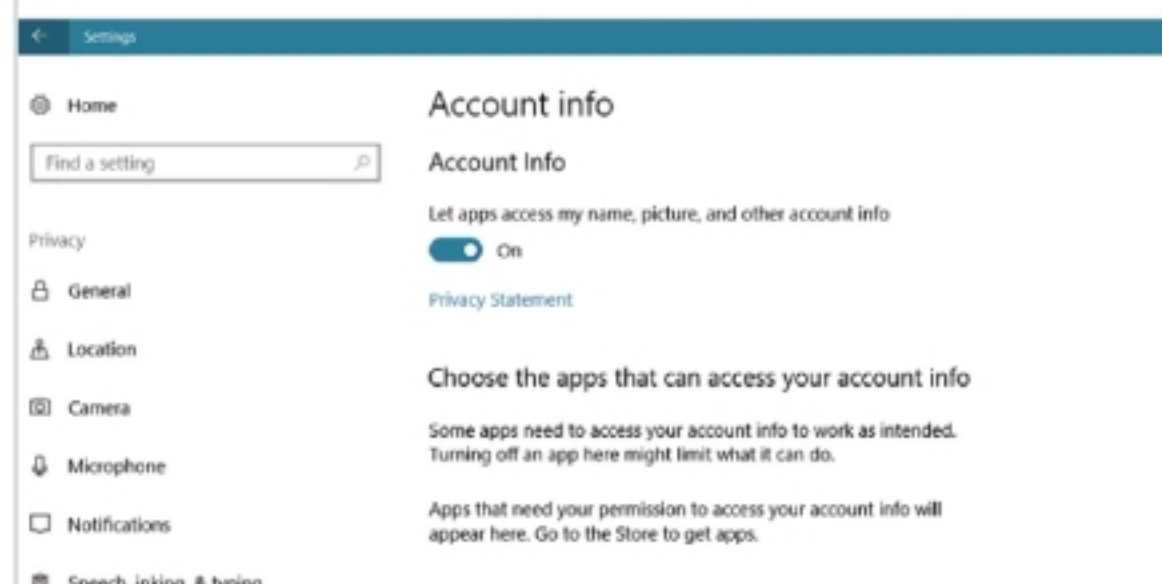 Settings
Home
Find a setting
Privacy
General
Location
Camera
Microphone
Notifications
Speech, inking, & typing
Account info
Account Info
Let apps access my name, picture, and other account info
On
Privacy Statement
Choose the apps that can access your account info
Some apps need to access your account info to work as intended.
Turning off an app here might limit what it can do.
Apps that need your permission to access your account info will
appear here. Go to the Store to get apps.